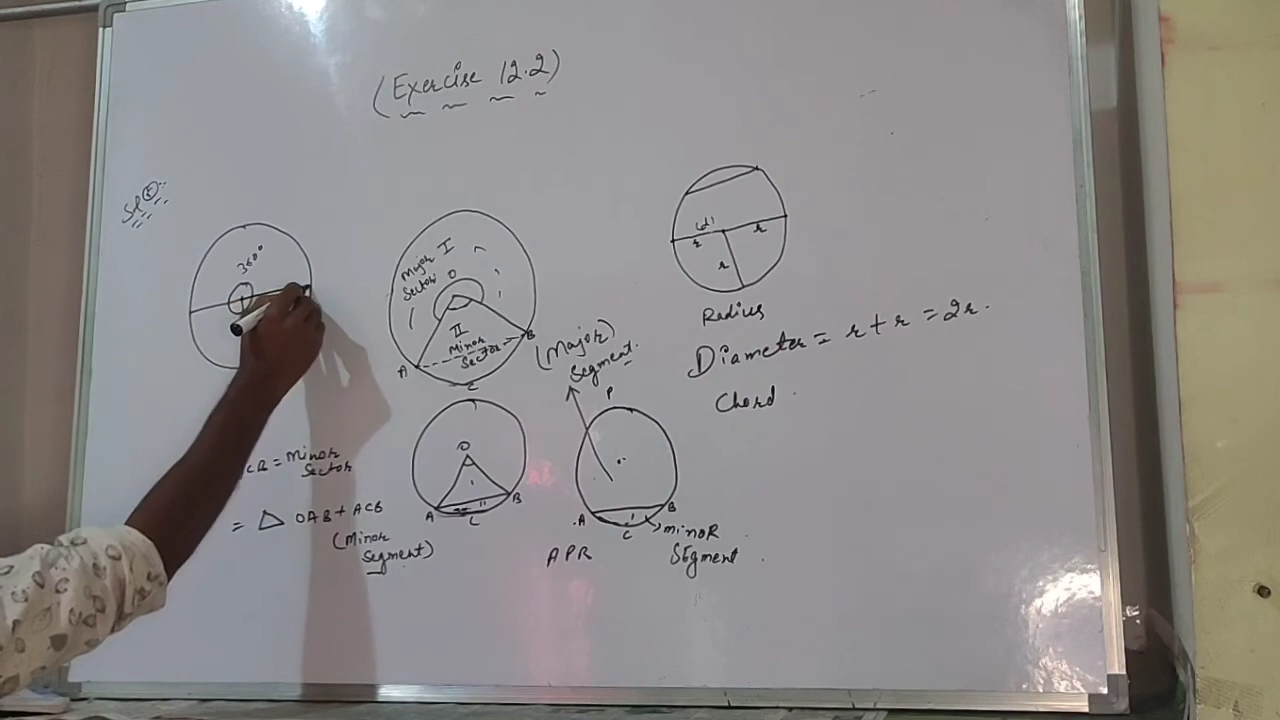 (Exercise 12.2)
360°
Major I
Sector
O
II
Minor
Sector
A
B
C
(d)
r
r
r
Radius
Diameter = r + r = 2r.
Chord
(Major)
Segment.
P
O
A
B
C
A
B
C
minor
Segment
APB
= Minor
Sector
= △ OAB + ACB
(Minor
segment)